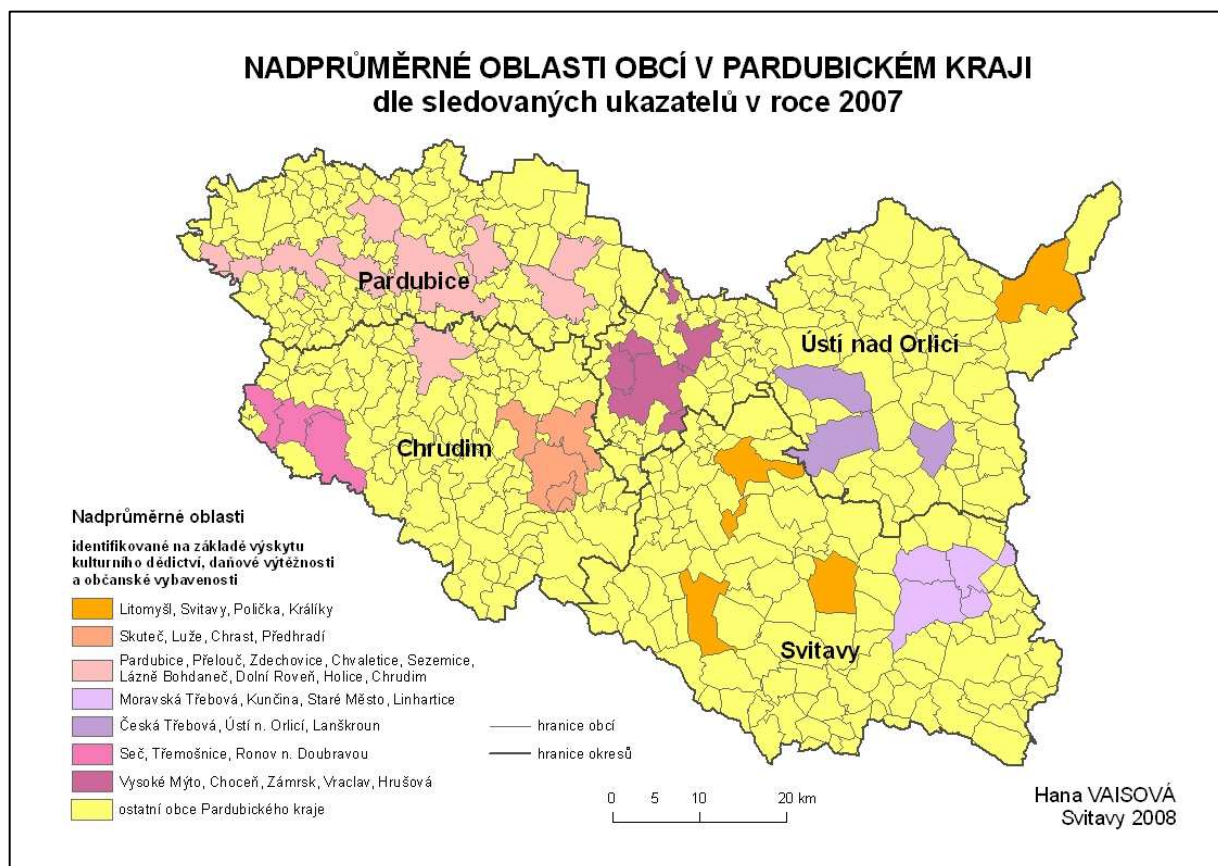 NADPRŮMĚRNÉ OBLASTI OBCÍ V PARDUBICKÉM KRAJI
dle sledovaných ukazatelů v roce 2007
Pardubice
Ústí nad Orlicí
Chrudim
Svitavy
Nadprůměrné oblasti
identifikované na základě výskytu
kulturního dědictví, daňové výtěžnosti
a občanské vybavenosti
Litomyšl, Svitavy, Polička, Králíky
Skuteč, Luže, Chrast, Předhradí
Pardubice, Přelouč, Zdechovice, Chvaletice, Sezemice,
Lázně Bohdaneč, Dolní Roveň, Holice, Chrudim
Moravská Třebová, Kunčina, Staré Město, Linhartice
Česká Třebová, Ústí n. Orlicí, Lanškroun
Seč, Třemošnice, Ronov n. Doubravou
Vysoké Mýto, Choceň, Zámrsk, Vraclav, Hrušová
ostatní obce Pardubického kraje
hranice obcí
hranice okresů
0 5 10 20 km
Hana VAISOVÁ
Svitavy 2008